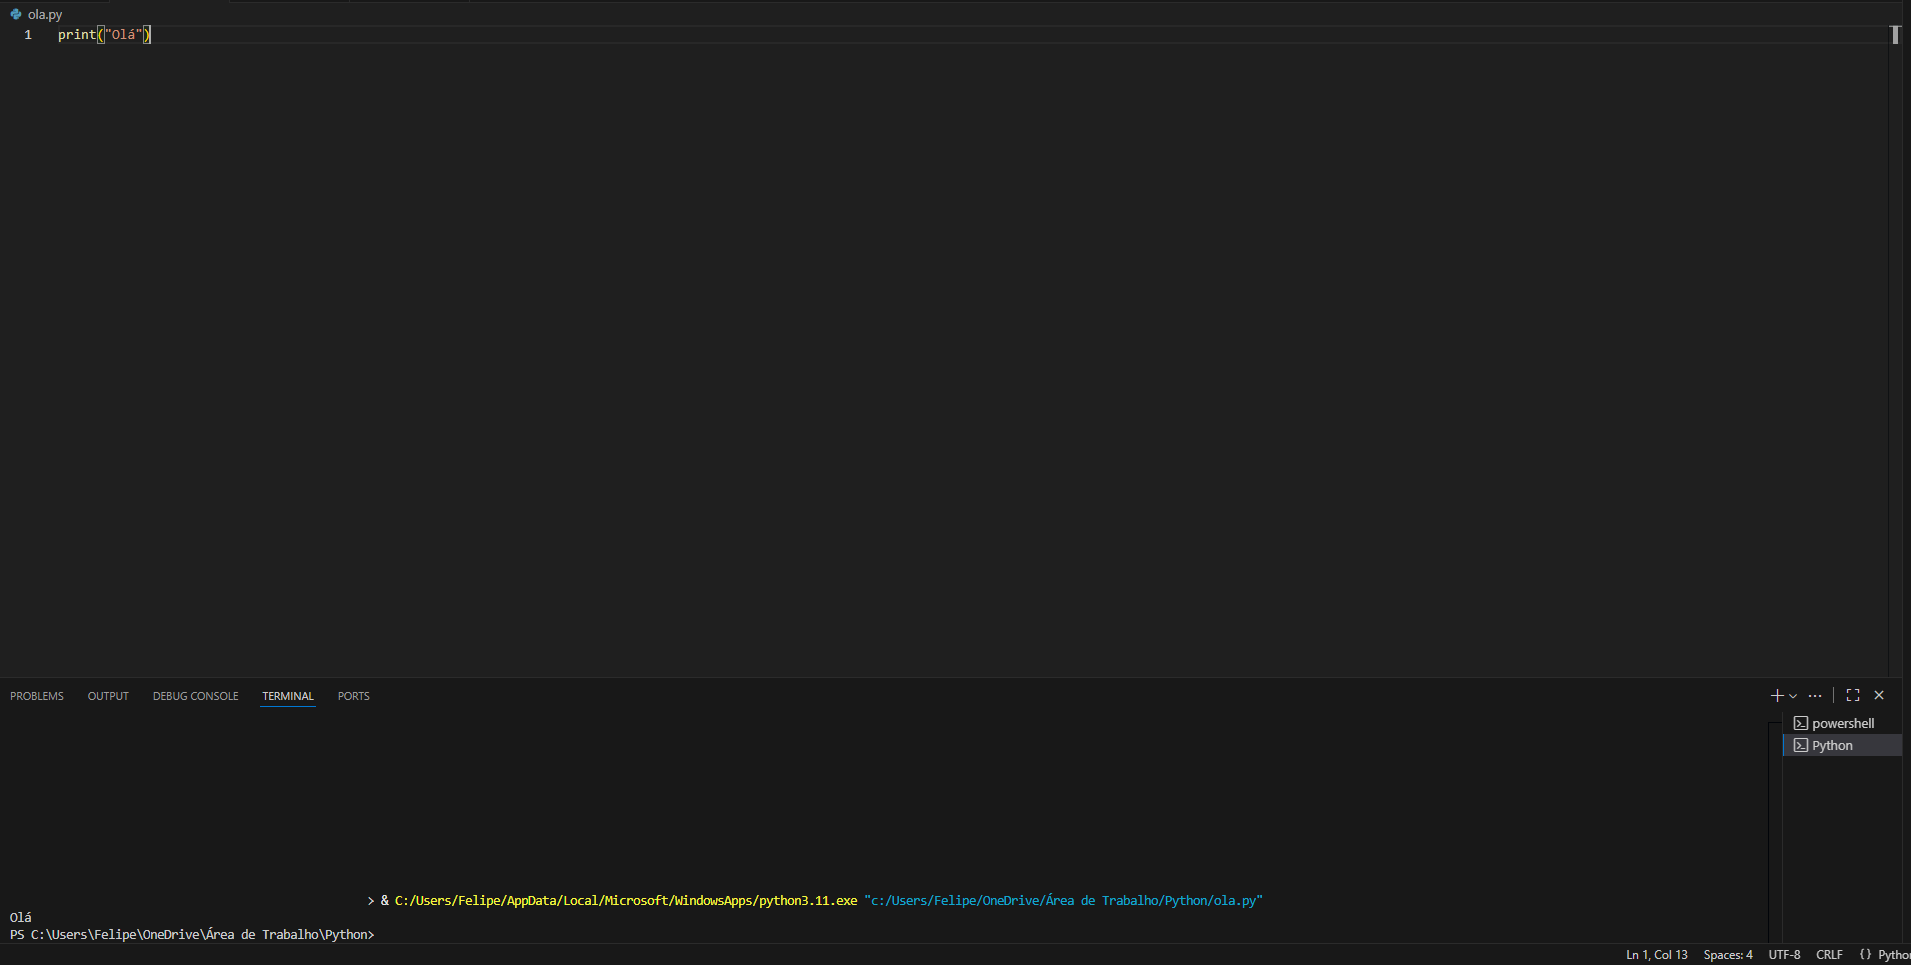 ola.py
1 print("Olá")
PROBLEMS OUTPUT DEBUG CONSOLE TERMINAL PORTS
powershell
Python
> & C:/Users/Felipe/AppData/Local/Microsoft/WindowsApps/python3.11.exe "c:/Users/Felipe/OneDrive/Área de Trabalho/Python/ola.py"
Olá
PS C:\Users\Felipe\OneDrive\Área de Trabalho\Python>
Ln 1, Col 13 Spaces: 4 UTF-8 CRLF {} Pytho